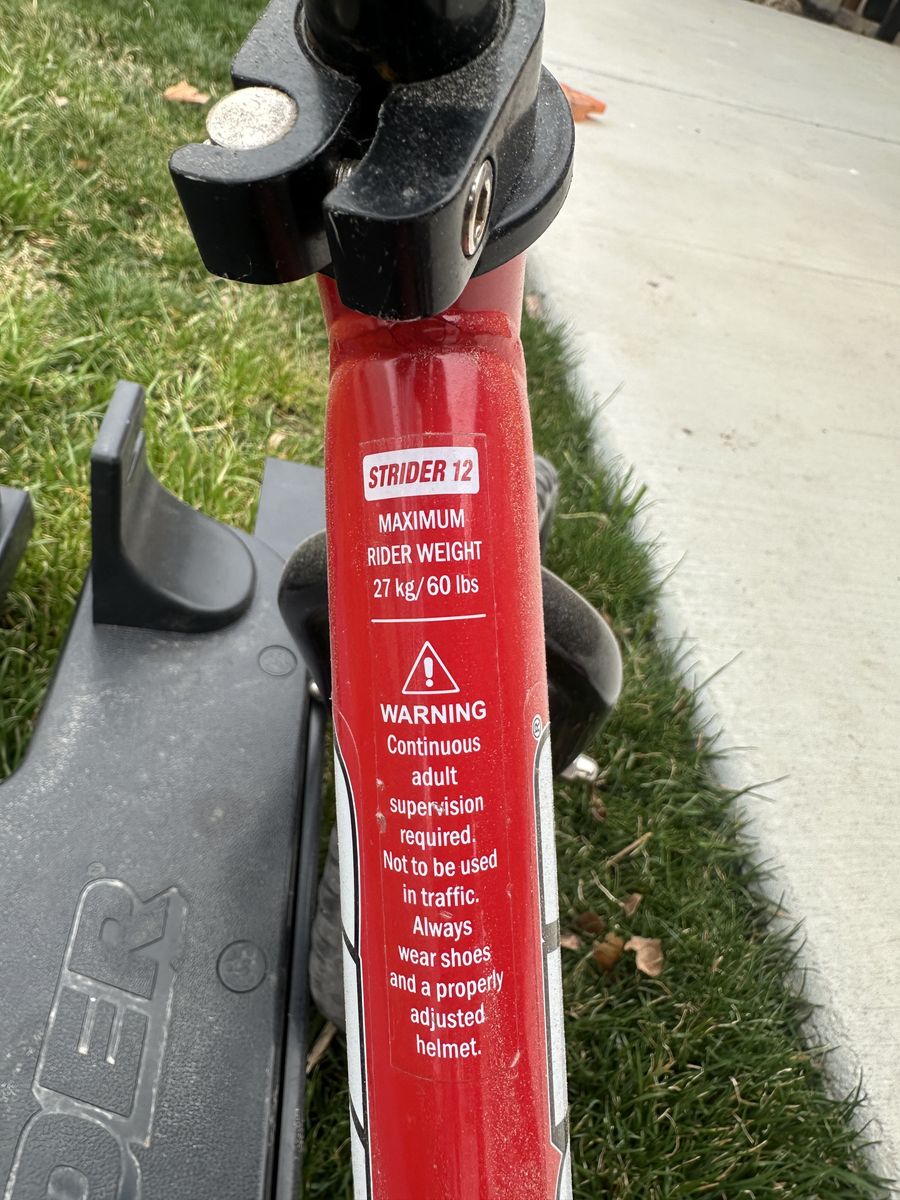 STRIDER 12
MAXIMUM
RIDER WEIGHT
27 kg/60 lbs
WARNING
Continuous
adult
supervision
required.
Not to be used
in traffic.
Always
wear shoes
and a properly
adjusted
helmet.
®
DER